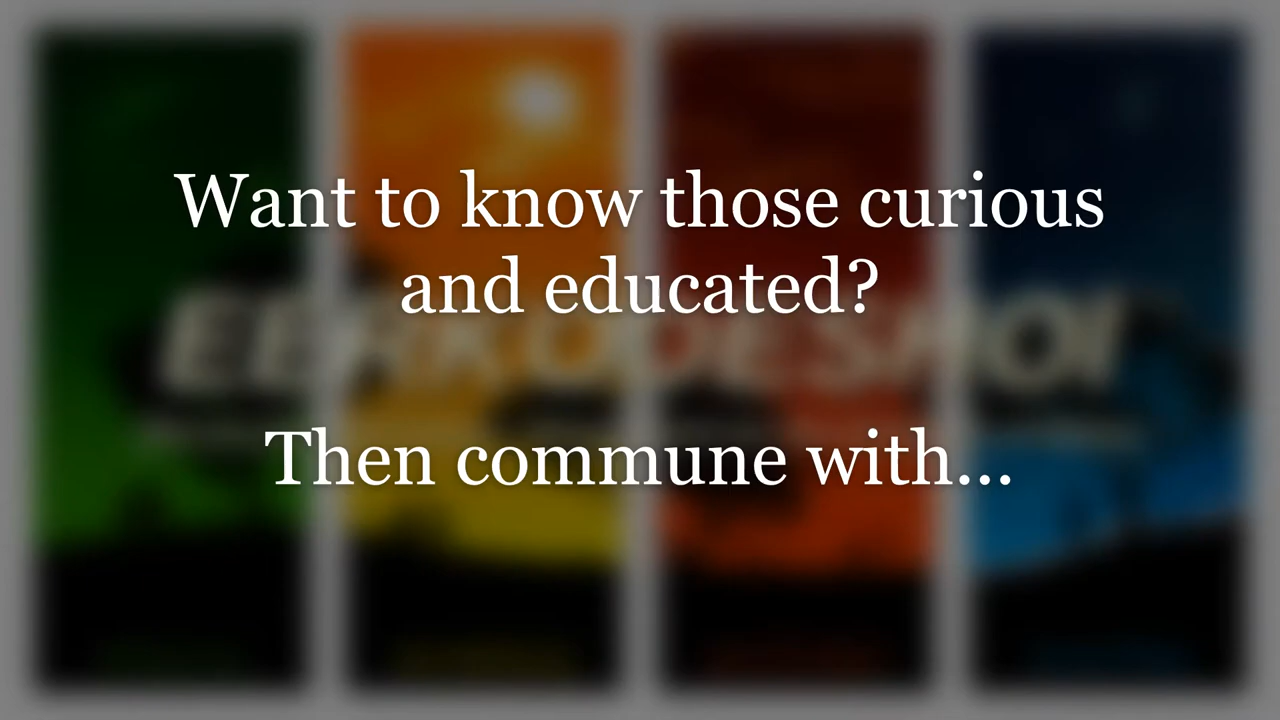 Want to know those curious
and educated?
Then commune with...